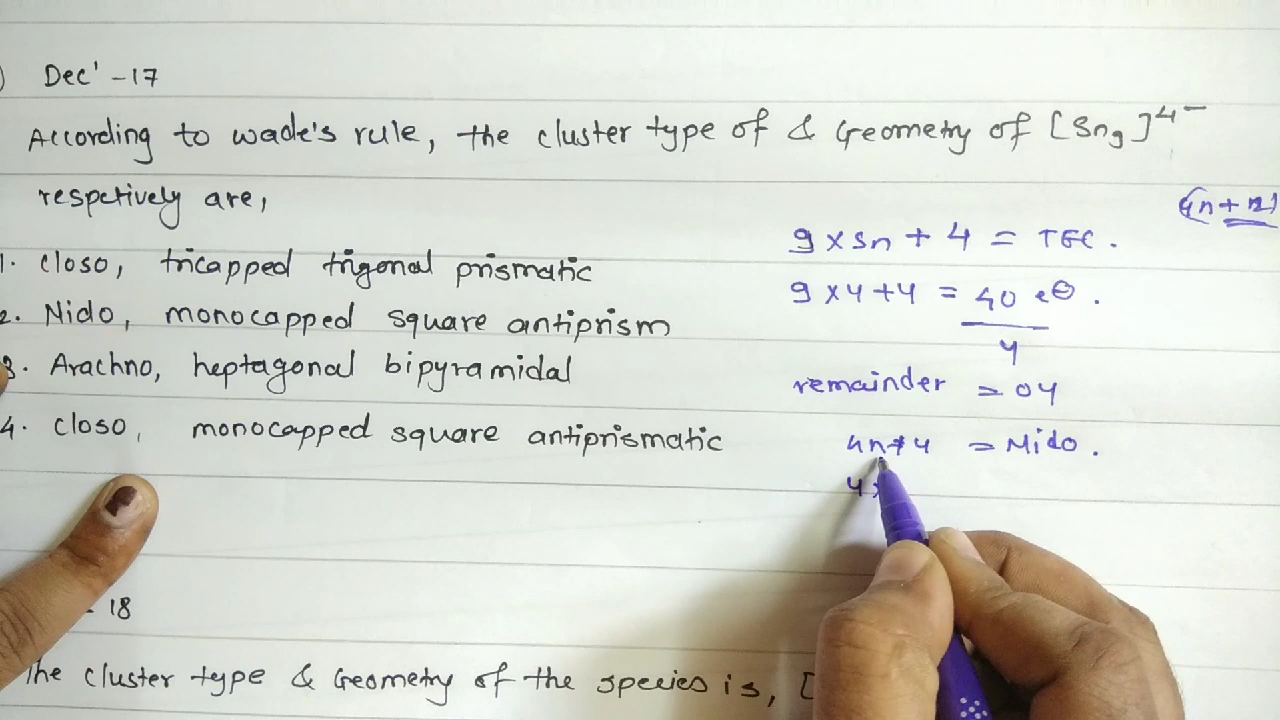 Dec' - 17
According to wade's rule, the cluster type of & Geometry of [Sn9]4-
respetively are,
(4n + n)
9 x Sn + 4 = TEC.
1. closo, tricapped trigonal prismatic
9 x 4 + 4 = 40 e⊖.
4
2. Nido, monocapped square antiprism
3. Arachno, heptagonal bipyramidal
remainder = 04
4. closo, monocapped square antiprismatic
4n+4 = Nido.
4
18
The cluster type & Geometry of the species is, [